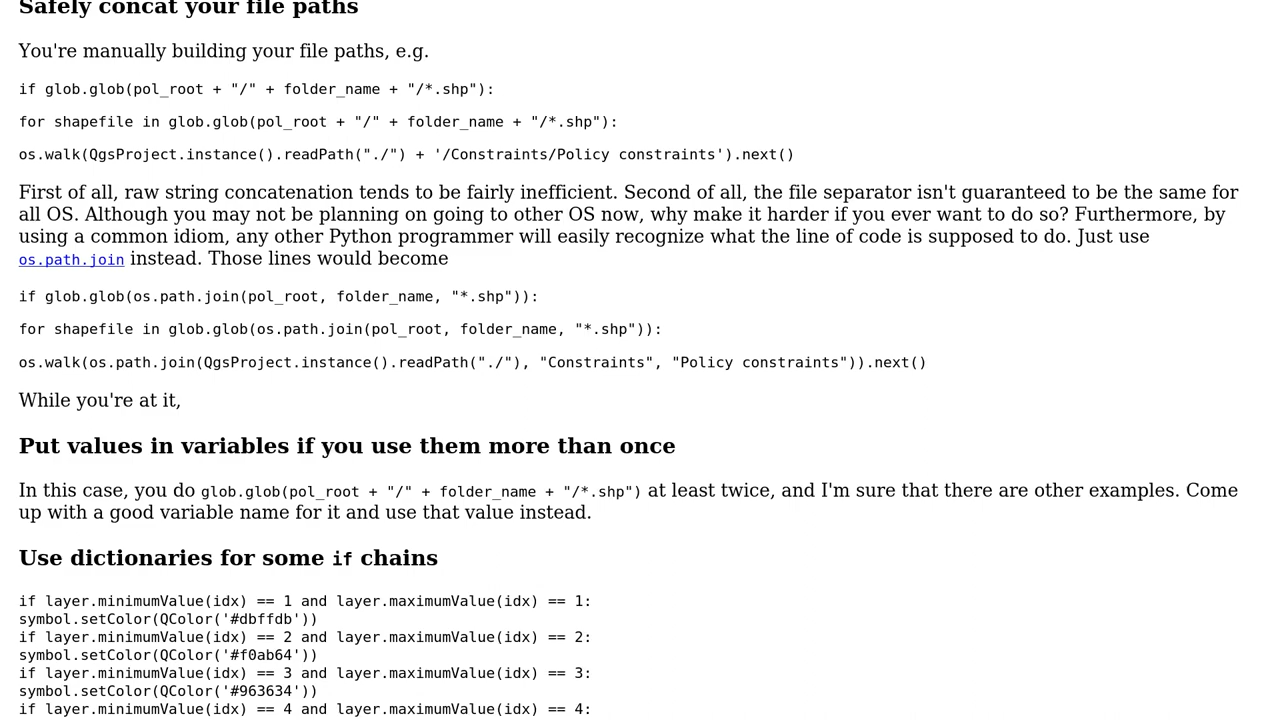 Safely concat your file paths
You're manually building your file paths, e.g.
if glob.glob(pol_root + "/" + folder_name + "/*.shp"):
for shapefile in glob.glob(pol_root + "/" + folder_name + "/*.shp"):
os.walk(QgsProject.instance().readPath("./") + '/Constraints/Policy constraints').next()
First of all, raw string concatenation tends to be fairly inefficient. Second of all, the file separator isn't guaranteed to be the same for
all OS. Although you may not be planning on going to other OS now, why make it harder if you ever want to do so? Furthermore, by
using a common idiom, any other Python programmer will easily recognize what the line of code is supposed to do. Just use
os.path.join instead. Those lines would become
if glob.glob(os.path.join(pol_root, folder_name, "*.shp")):
for shapefile in glob.glob(os.path.join(pol_root, folder_name, "*.shp")):
os.walk(os.path.join(QgsProject.instance().readPath("./"), "Constraints", "Policy constraints")).next()
While you're at it,
Put values in variables if you use them more than once
In this case, you do glob.glob(pol_root + "/" + folder_name + "/*.shp") at least twice, and I'm sure that there are other examples. Come
up with a good variable name for it and use that value instead.
Use dictionaries for some if chains
if layer.minimumValue(idx) == 1 and layer.maximumValue(idx) == 1:
symbol.setColor(QColor('#dbffdb'))
if layer.minimumValue(idx) == 2 and layer.maximumValue(idx) == 2:
symbol.setColor(QColor('#f0ab64'))
if layer.minimumValue(idx) == 3 and layer.maximumValue(idx) == 3:
symbol.setColor(QColor('#963634'))
if layer.minimumValue(idx) == 4 and layer.maximumValue(idx) == 4: